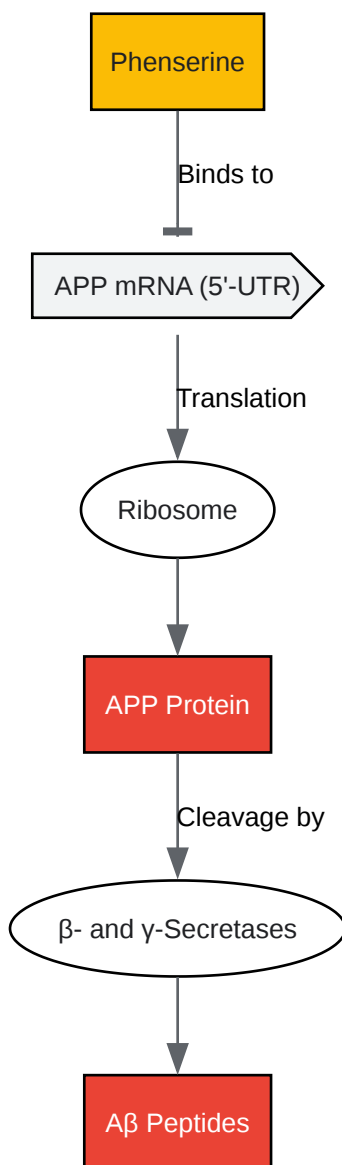 Phenserine
Binds to
APP mRNA (5'-UTR)
Translation
Ribosome
APP Protein
Cleavage by
β- and γ-Secretases
Aβ Peptides